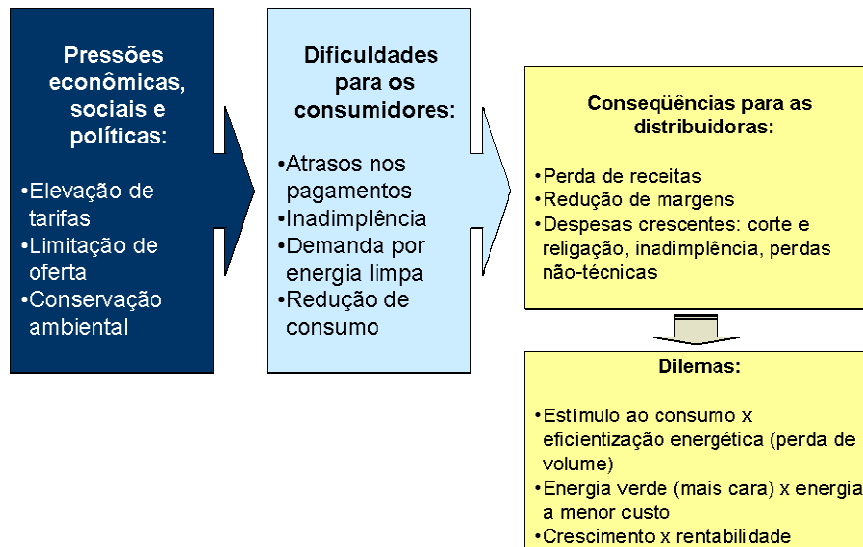 Pressões
econômicas,
sociais e
políticas:
•Elevação de
tarifas
•Limitação de
oferta
•Conservação
ambiental
Dificuldades
para os
consumidores:
•Atrasos nos
pagamentos
•Inadimplência
•Demanda por
energia limpa
•Redução de
consumo
Conseqüências para as
distribuidoras:
•Perda de receitas
•Redução de margens
•Despesas crescentes: corte e
religação, inadimplência, perdas
não-técnicas
Dilemas:
•Estímulo ao consumo x
eficientização energética (perda de
volume)
•Energia verde (mais cara) x energia
a menor custo
•Crescimento x rentabilidade